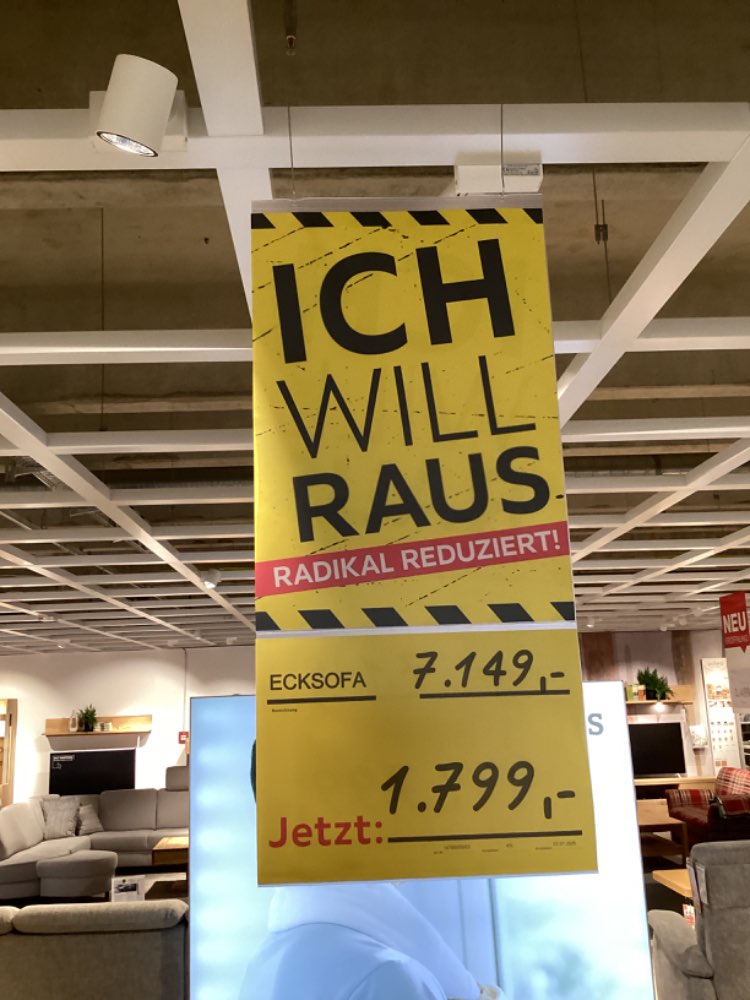 ICH
WILL
RAUS
RADIKAL REDUZIERT!
ECKSOFA 7.149,-
Jetzt: 1.799,-
NEU
S